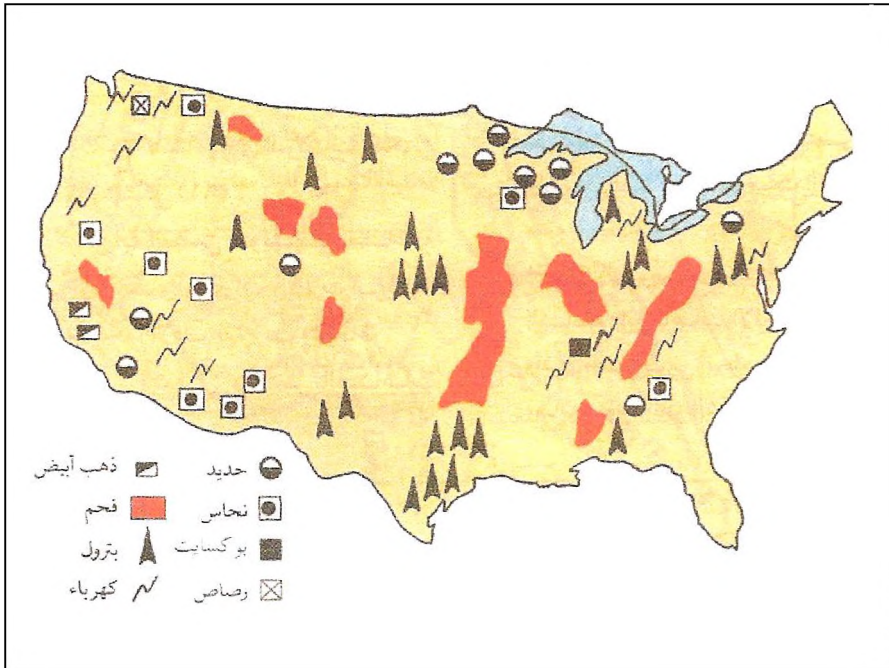 حديد
ذهب أبيض
نحاس
فحم
بوكسايت
بترول
رصاص
كهرباء